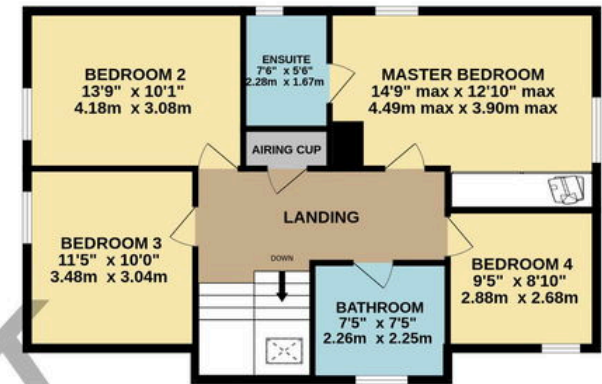 BEDROOM 2
13'9" x 10'1"
4.18m x 3.08m
ENSUITE
7'6" x 5'6"
2.28m x 1.67m
MASTER BEDROOM
14'9" max x 12'10" max
4.49m max x 3.90m max
AIRING CUP
LANDING
BEDROOM 3
11'5" x 10'0"
3.48m x 3.04m
DOWN
BATHROOM
7'5" x 7'5"
2.26m x 2.25m
BEDROOM 4
9'5" x 8'10"
2.88m x 2.68m